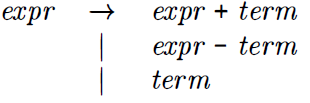 expr → expr + term
| expr - term
| term